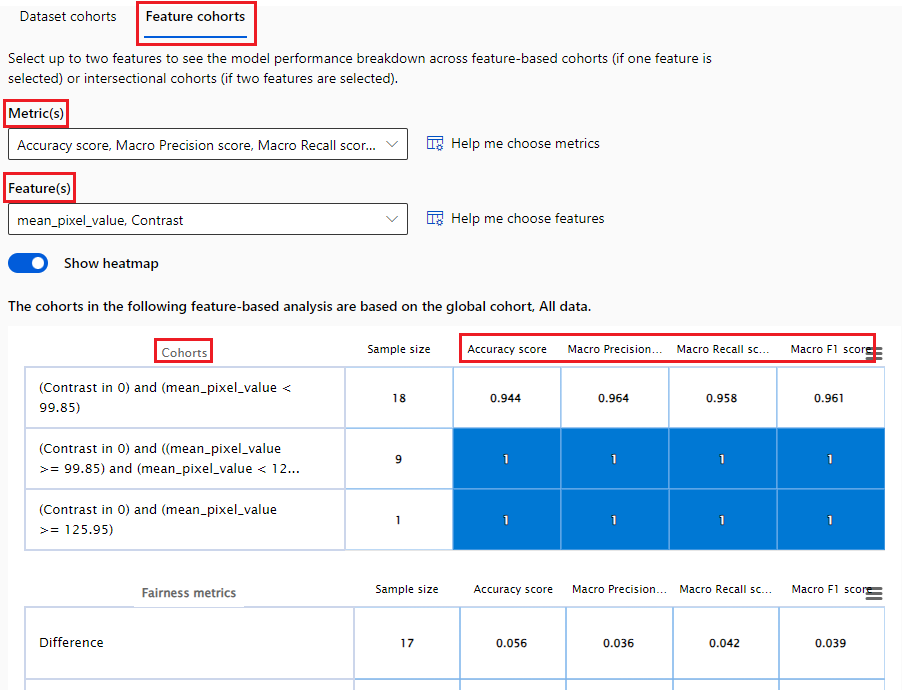 Dataset cohorts Feature cohorts
Select up to two features to see the model performance breakdown across feature-based cohorts (if one feature is
selected) or intersectional cohorts (if two features are selected).
Metric(s)
Accuracy score, Macro Precision score, Macro Recall scor... Help me choose metrics
Feature(s)
mean_pixel_value, Contrast Help me choose features
Show heatmap
The cohorts in the following feature-based analysis are based on the global cohort, All data.
Cohorts Sample size Accuracy score Macro Precision... Macro Recall sc... Macro F1 score
(Contrast in 0) and (mean_pixel_value <
99.85) 18 0.944 0.964 0.958 0.961
(Contrast in 0) and ((mean_pixel_value
>= 99.85) and (mean_pixel_value < 12... 9 1 1 1 1
(Contrast in 0) and (mean_pixel_value
>= 125.95) 1 1 1 1 1
Fairness metrics Sample size Accuracy score Macro Precision... Macro Recall sc... Macro F1 score
Difference 17 0.056 0.036 0.042 0.039